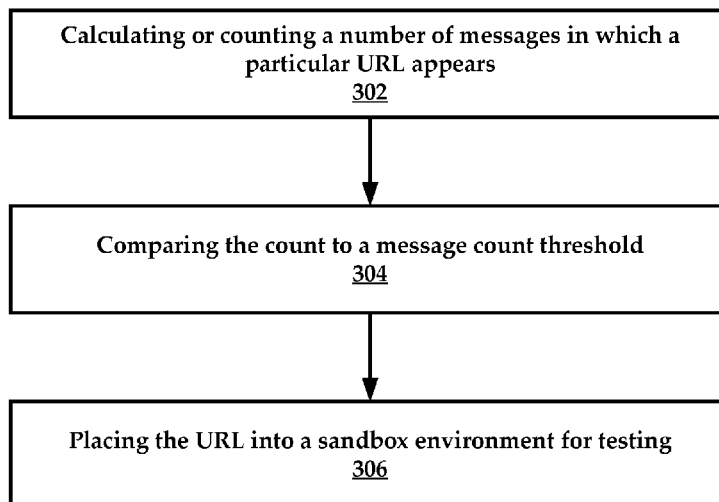 Calculating or counting a number of messages in which a
particular URL appears
302
Comparing the count to a message count threshold
304
Placing the URL into a sandbox environment for testing
306